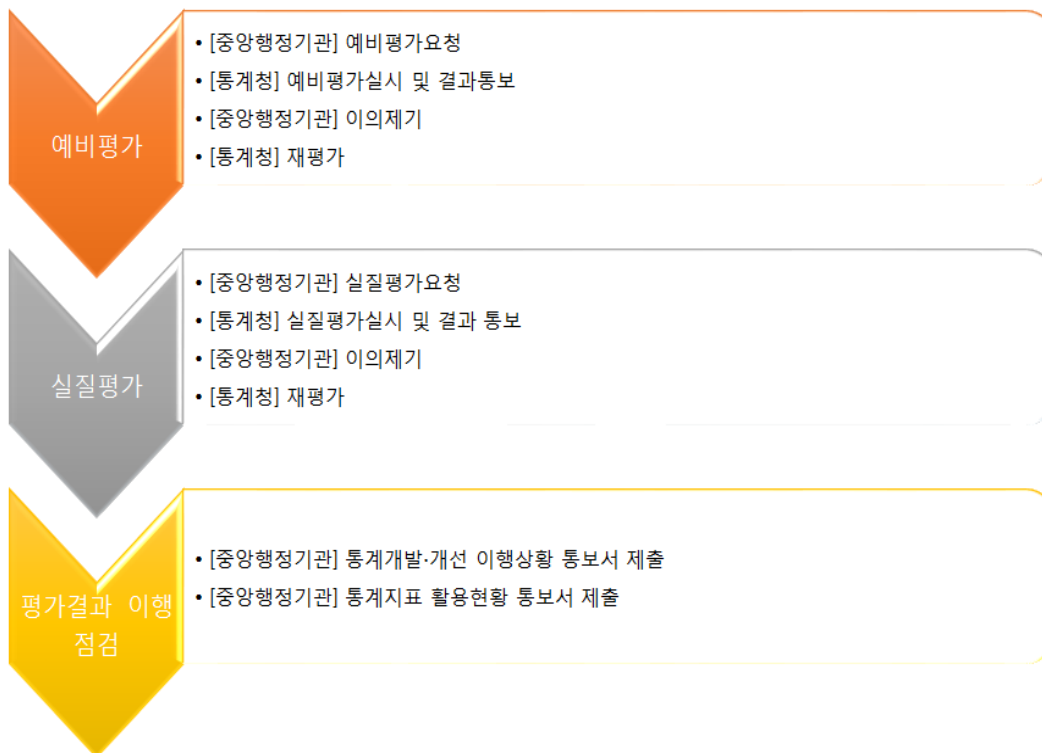 예비평가
• [중앙행정기관] 예비평가요청
• [통계청] 예비평가실시 및 결과통보
• [중앙행정기관] 이의제기
• [통계청] 재평가
실질평가
• [중앙행정기관] 실질평가요청
• [통계청] 실질평가실시 및 결과 통보
• [중앙행정기관] 이의제기
• [통계청] 재평가
평가결과 이행
점검
• [중앙행정기관] 통계개발·개선 이행상황 통보서 제출
• [중앙행정기관] 통계지표 활용현황 통보서 제출